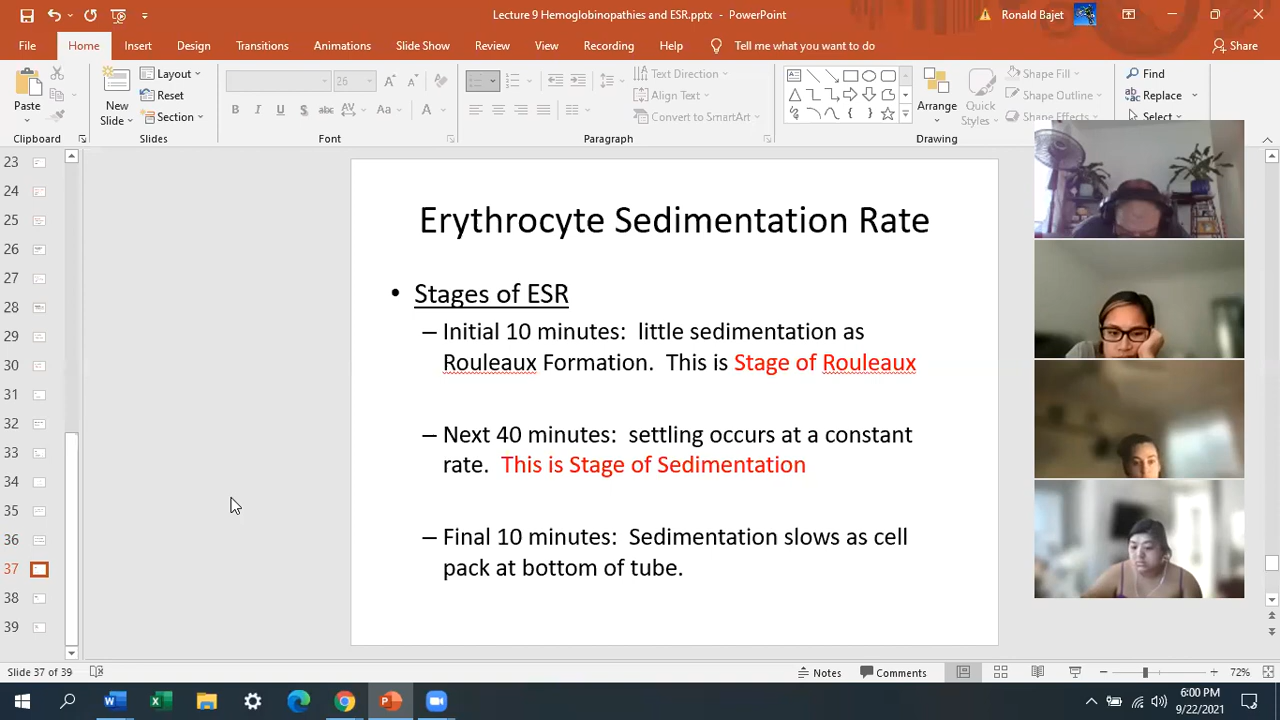 Lecture 9 Hemoglobinopathies and ESR.pptx - PowerPoint
Ronald Bajet
File Home Insert Design Transitions Animations Slide Show Review View Recording Help Tell me what you want to do Share
Paste
Clipboard
New Slide
Layout
Reset
Section
Slides
25
B I U S abc AV Aa A
Font
Text Direction
Align Text
Convert to SmartArt
Paragraph
Arrange
Quick Styles
Shape Fill
Shape Outline
Drawing
Find
Replace
Select
23
24
25
26
27
28
29
30
31
32
33
34
35
36
37
38
39
Erythrocyte Sedimentation Rate
• Stages of ESR
– Initial 10 minutes: little sedimentation as
Rouleaux Formation. This is Stage of Rouleaux
– Next 40 minutes: settling occurs at a constant
rate. This is Stage of Sedimentation
– Final 10 minutes: Sedimentation slows as cell
pack at bottom of tube.
Slide 37 of 39
Notes
Comments
72%
6:00 PM
9/22/2021